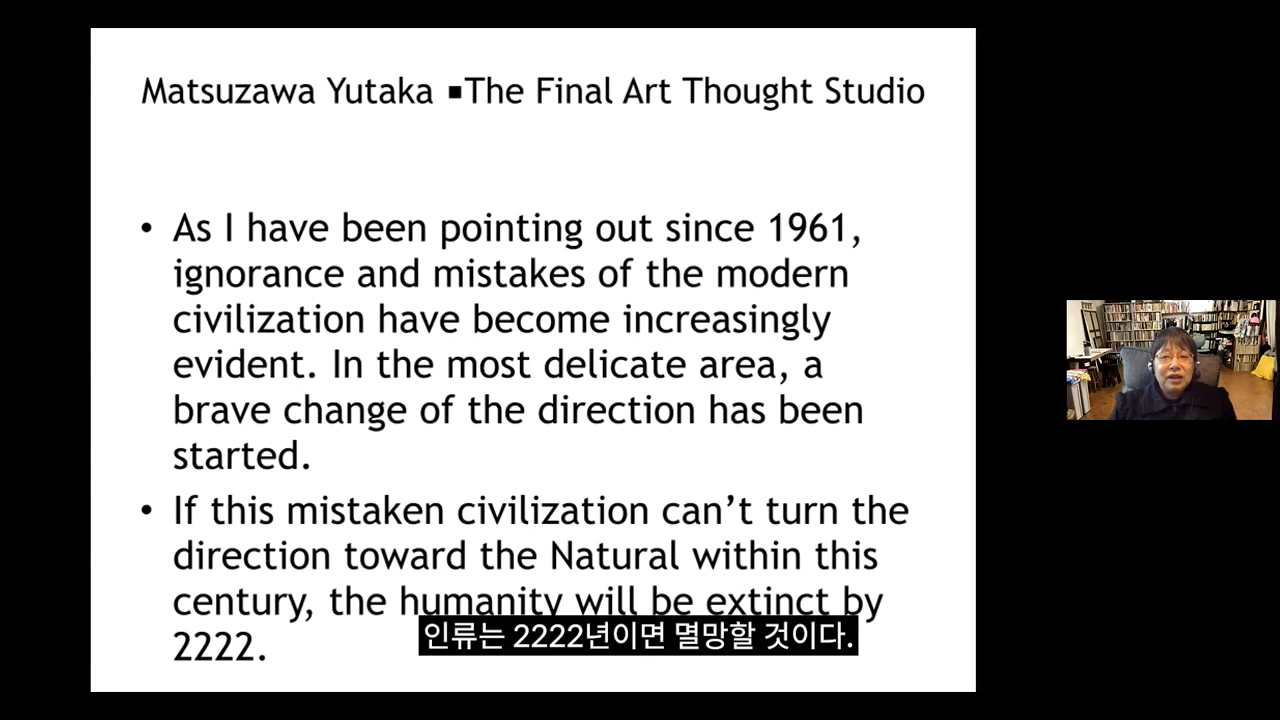 Matsuzawa Yutaka ▪The Final Art Thought Studio
• As I have been pointing out since 1961,
ignorance and mistakes of the modern
civilization have become increasingly
evident. In the most delicate area, a
brave change of the direction has been
started.
• If this mistaken civilization can’t turn the
direction toward the Natural within this
century, the humanity will be extinct by
2222.
인류는 2222년이면 멸망할 것이다.